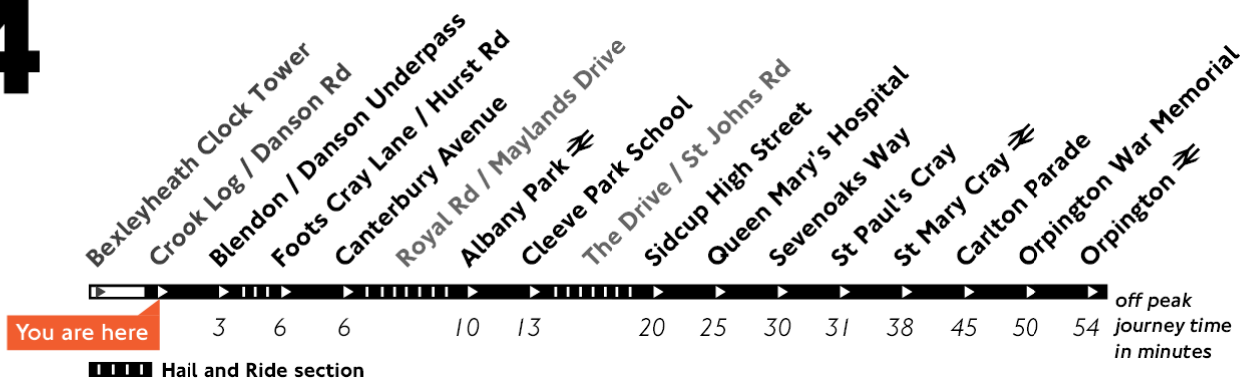 4
Bexleyheath Clock Tower
Crook Log / Danson Rd
Blendon / Danson Underpass
Foots Cray Lane / Hurst Rd
Canterbury Avenue
Royal Rd / Maylands Drive
Albany Park
Cleeve Park School
The Drive / St Johns Rd
Sidcup High Street
Queen Mary's Hospital
Sevenoaks Way
St Paul's Cray
St Mary Cray
Carlton Parade
Orpington War Memorial
Orpington
You are here
3 6 6 10 13 20 25 30 31 38 45 50 54
off peak
journey time
in minutes
Hail and Ride section